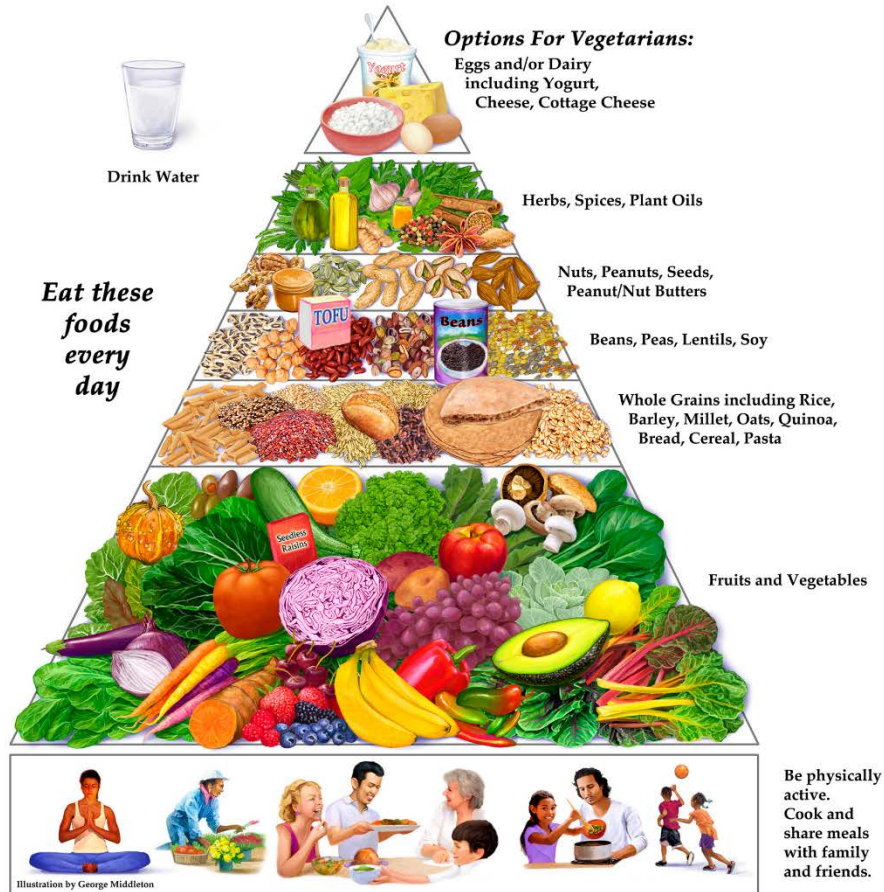 Options For Vegetarians:
Eggs and/or Dairy
including Yogurt,
Cheese, Cottage Cheese
Yogurt
Drink Water
Herbs, Spices, Plant Oils
Eat these
foods
every
day
Nuts, Peanuts, Seeds,
Peanut/Nut Butters
TOFU
Beans
Beans, Peas, Lentils, Soy
Whole Grains including Rice,
Barley, Millet, Oats, Quinoa,
Bread, Cereal, Pasta
Seedless
Raisins
Fruits and Vegetables
Be physically
active.
Cook and
share meals
with family
and friends.
Illustration by George Middleton